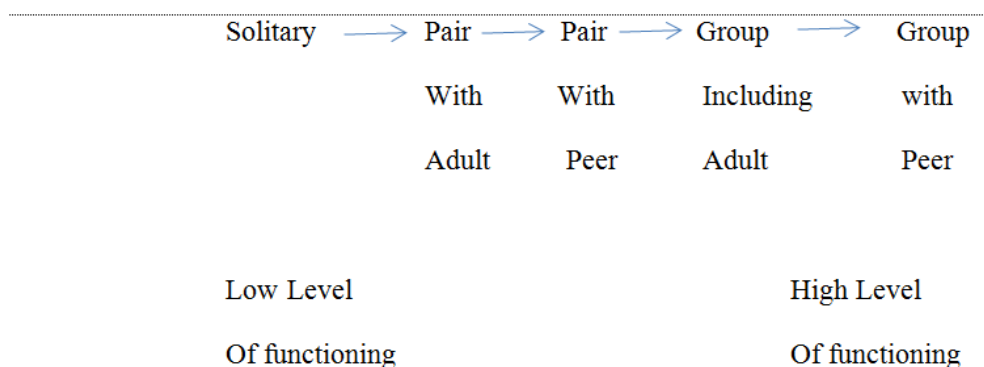 Solitary Pair Pair Group Group
With With Including with
Adult Peer Adult Peer
Low Level High Level
Of functioning Of functioning